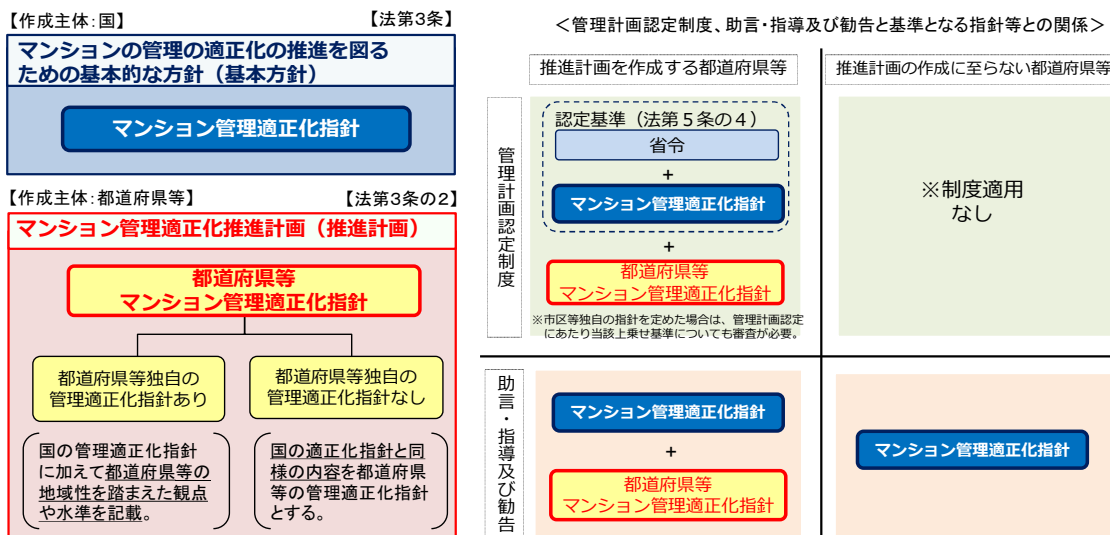 【作成主体:国】
【法第3条】
マンションの管理の適正化の推進を図る
ための基本的な方針（基本方針）
マンション管理適正化指針
【作成主体:都道府県等】
【法第3条の2】
マンション管理適正化推進計画（推進計画）
都道府県等
マンション管理適正化指針
都道府県等独自の
管理適正化指針あり
都道府県等独自の
管理適正化指針なし
国の管理適正化指針
に加えて都道府県等の
地域性を踏まえた観点
や水準を記載。
国の適正化指針と同
様の内容を都道府県
等の管理適正化指針
とする。
＜管理計画認定制度、助言・指導及び勧告と基準となる指針等との関係＞
推進計画を作成する都道府県等
推進計画の作成に至らない都道府県等
管理計画認定制度
認定基準（法第５条の４）
省令
+
マンション管理適正化指針
+
都道府県等
マンション管理適正化指針
※市区等独自の指針を定めた場合は、管理計画認定
にあたり当該上乗せ基準についても審査が必要。
※制度適用
なし
助言・指導及び勧告
マンション管理適正化指針
+
都道府県等
マンション管理適正化指針
マンション管理適正化指針